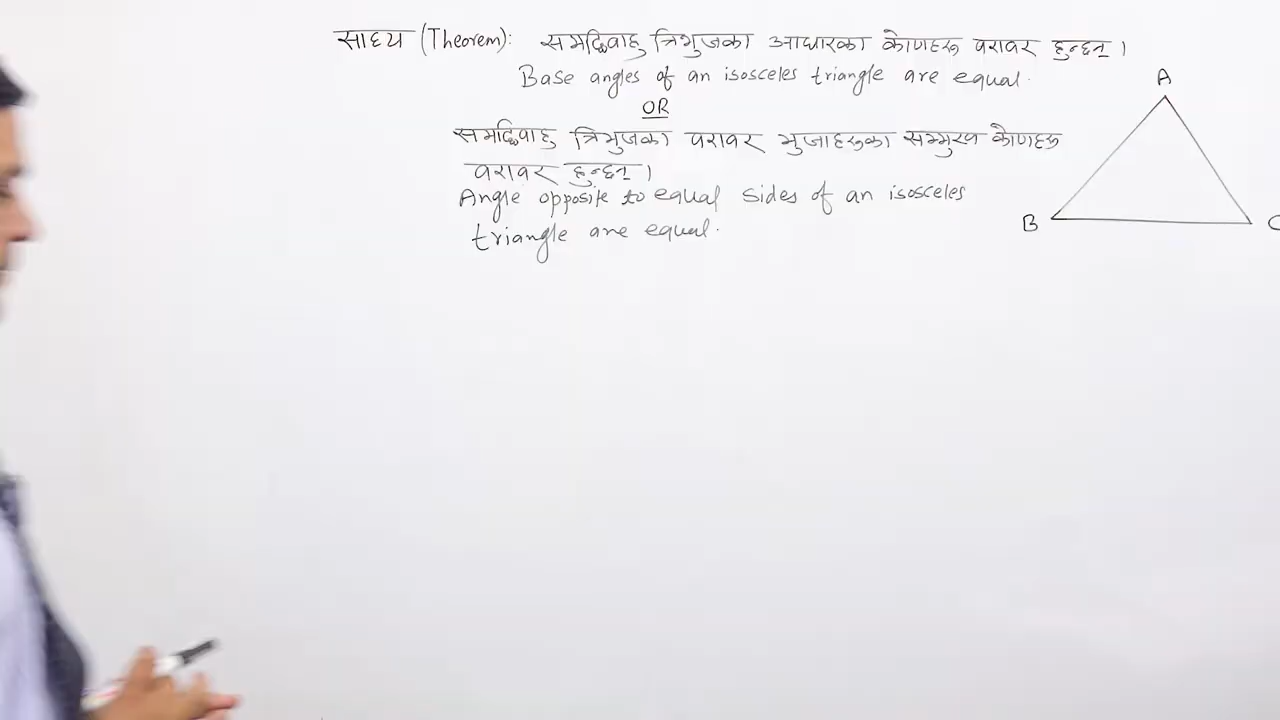 साध्य (Theorem): समद्विबाहु त्रिभुजका आधारका कोणहरू बराबर हुन्छन् ।
Base angles of an isosceles triangle are equal.
OR
समद्विबाहु त्रिभुजका बराबर भुजाहरूका सम्मुख कोणहरू
बराबर हुन्छन् ।
Angle opposite to equal sides of an isosceles
triangle are equal.
A
B
C